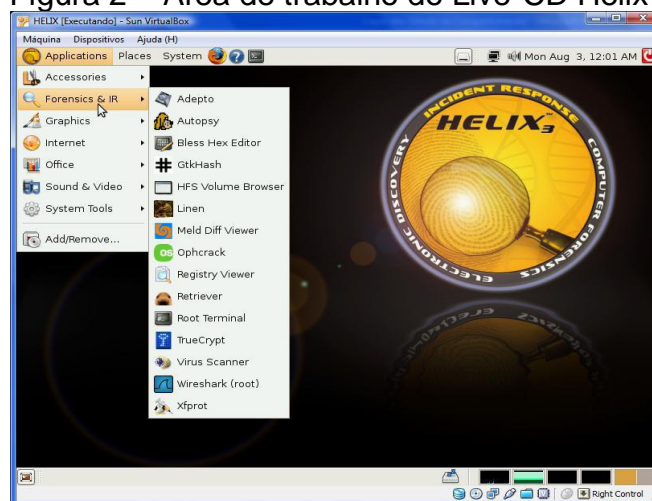 Figura 2 – Área de trabalho do Live-CD Helix
HELIX [Executando] - Sun VirtualBox
Máquina Dispositivos Ajuda (H)
Applications Places System Mon Aug 3, 12:01 AM
Accessories
Forensics & IR
Graphics
Internet
Office
Sound & Video
System Tools
Add/Remove...
Adepto
Autopsy
Bless Hex Editor
GtkHash
HFS Volume Browser
Linen
Meld Diff Viewer
OS Ophcrack
Registry Viewer
Retriever
Root Terminal
TrueCrypt
Virus Scanner
Wireshark (root)
Xfprot
INCIDENT RESPONSE
HELIX3
ELECTRONIC DISCOVERY
COMPUTER FORENSICS
Right Control